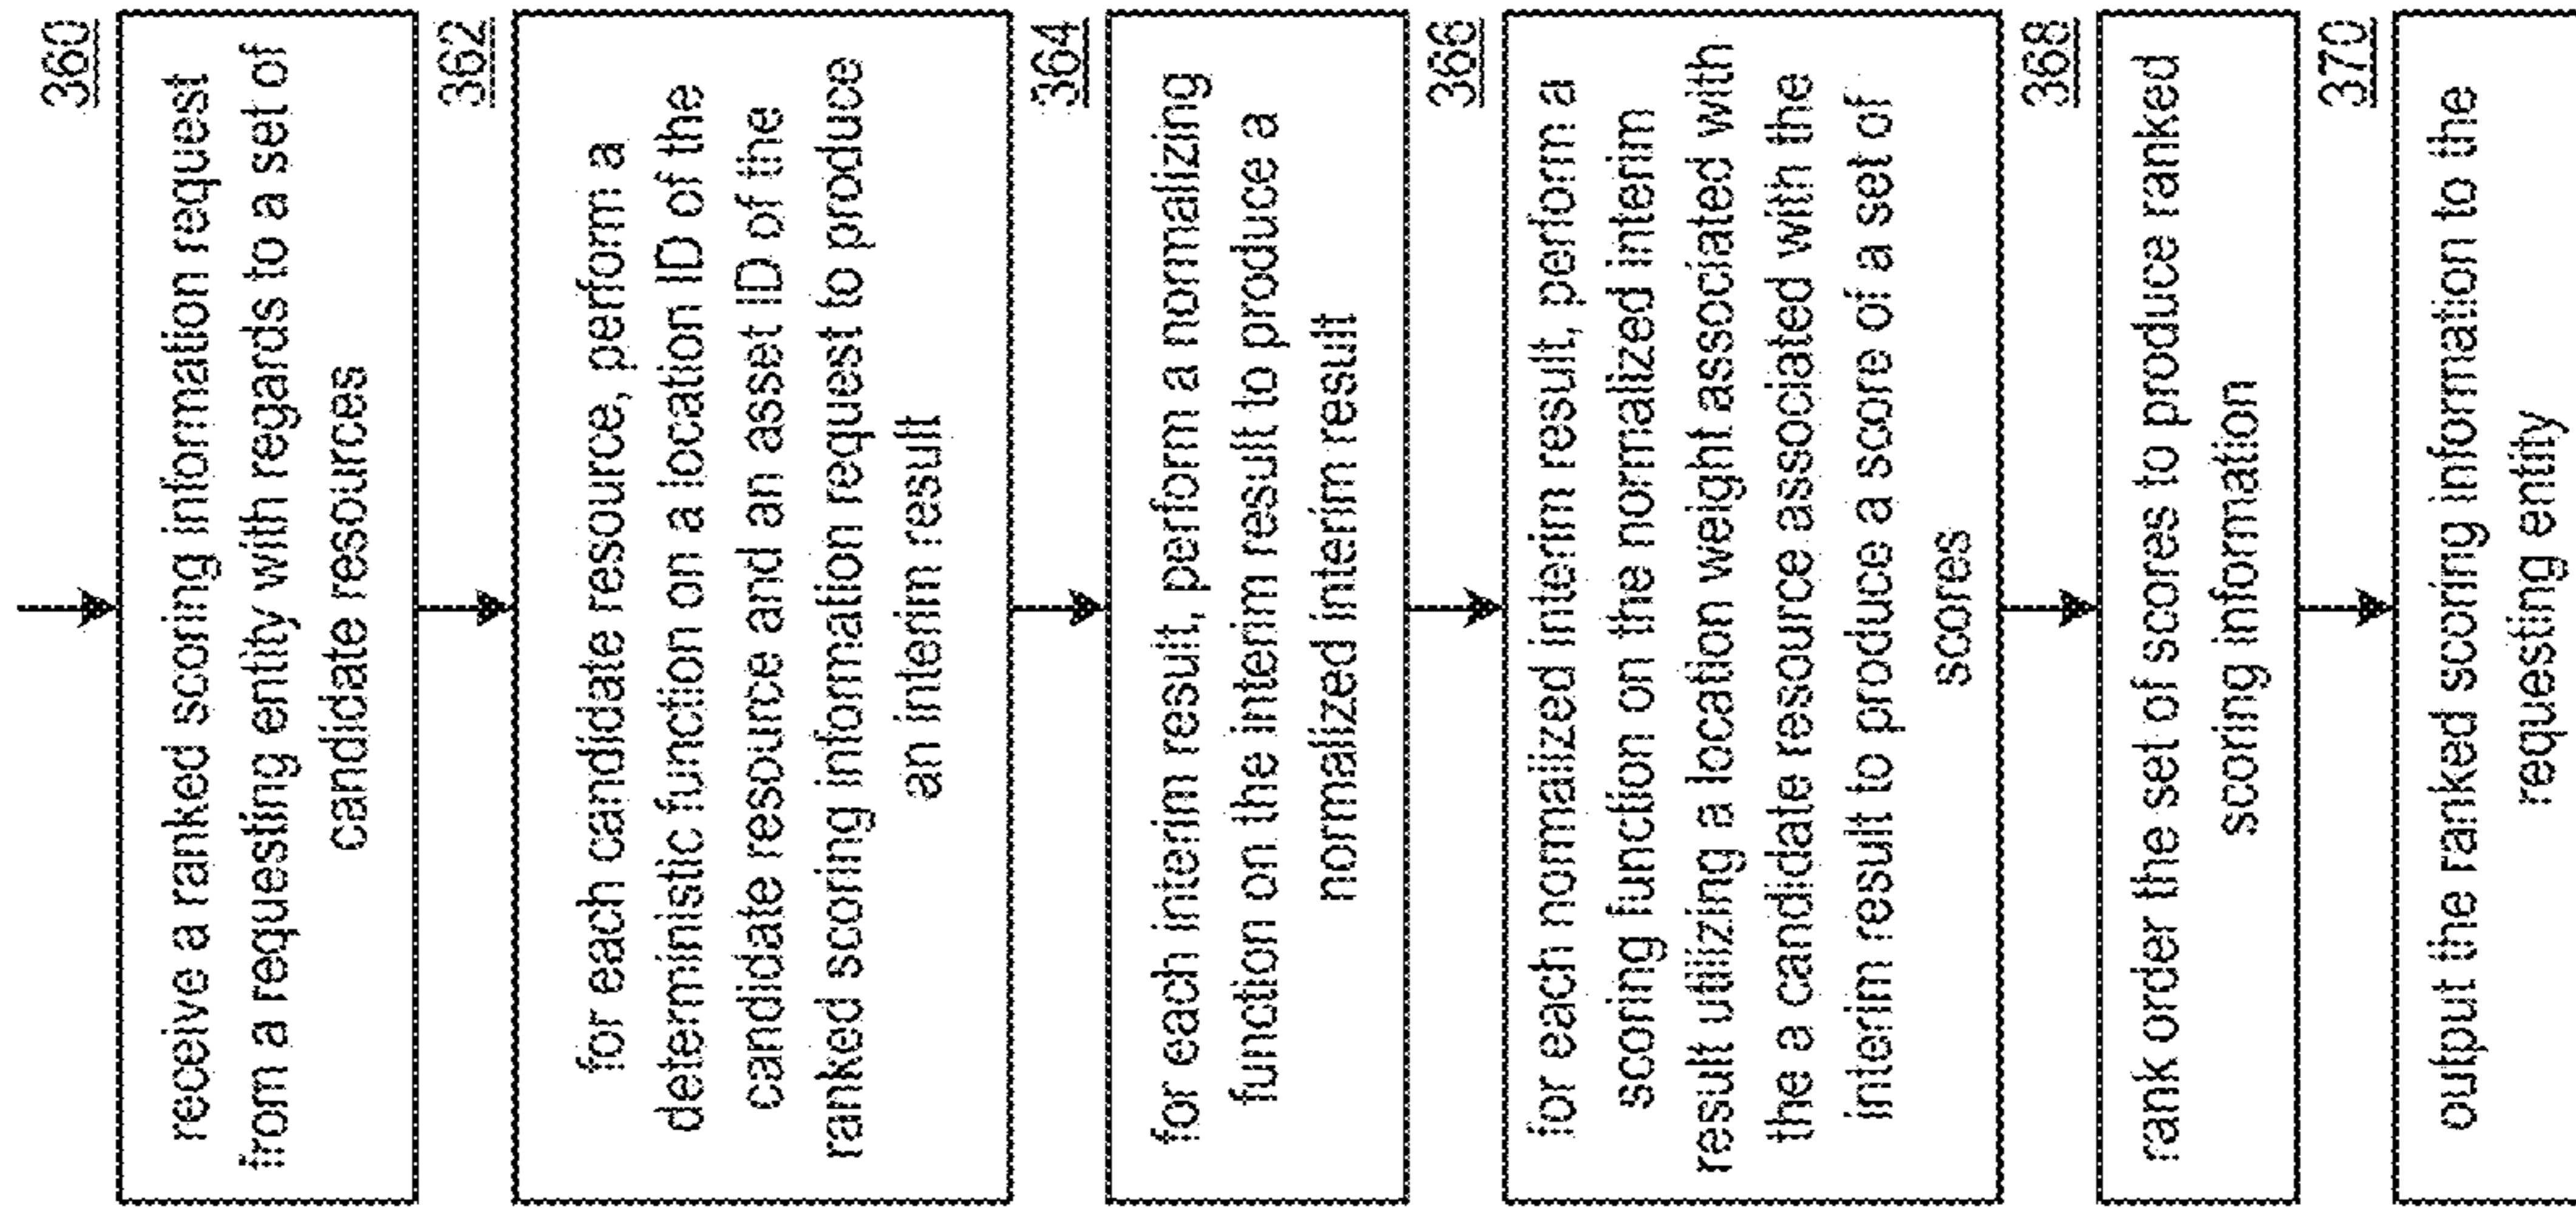 360
receive a ranked scoring information request
from a requesting entity with regards to a set of
candidate resources
362
for each candidate resource, perform a
deterministic function on a location ID of the
candidate resource and an asset ID of the
ranked scoring information request to produce
an interim result
364
for each interim result, perform a normalizing
function on the interim result to produce a
normalized interim result
366
for each normalized interim result, perform a
scoring function on the normalized interim
result utilizing a location weight associated with
the a candidate resource associated with the
interim result to produce a score of a set of
scores
368
rank order the set of scores to produce ranked
scoring information
370
output the ranked scoring information to the
requesting entity